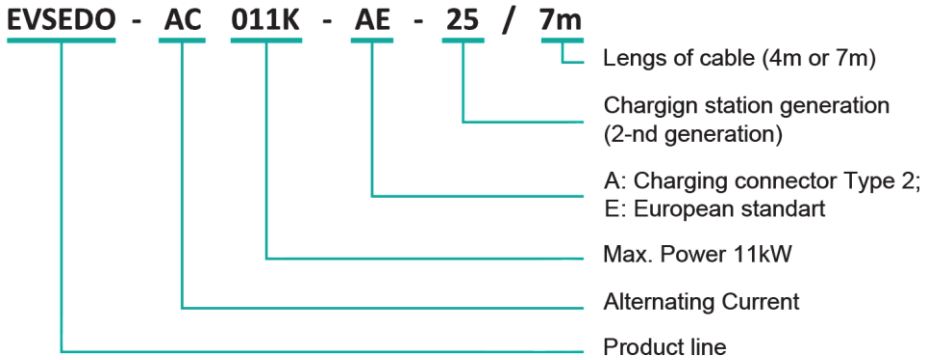 EVSEDO - AC 011K - AE - 25 / 7m
Lengs of cable (4m or 7m)
Chargign station generation
(2-nd generation)
A: Charging connector Type 2;
E: European standart
Max. Power 11kW
Alternating Current
Product line